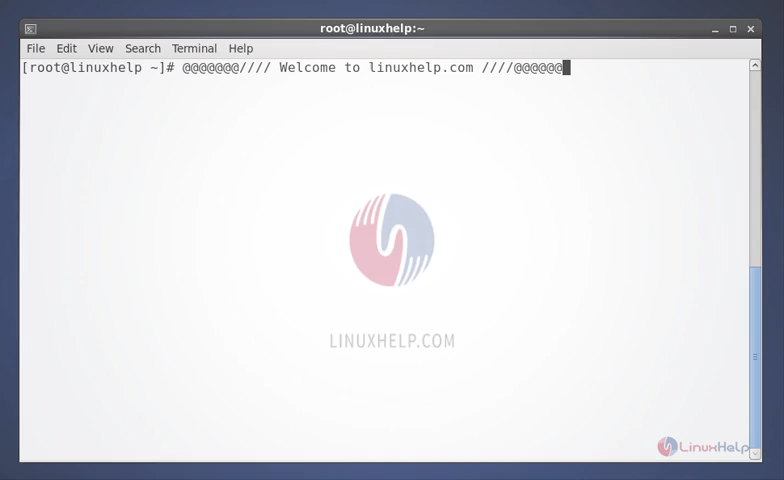 root@linuxhelp:~
File Edit View Search Terminal Help
[root@linuxhelp ~]# @@@@@@@//// Welcome to linuxhelp.com ////@@@@@@
LINUXHELP.COM
LinuxHelp